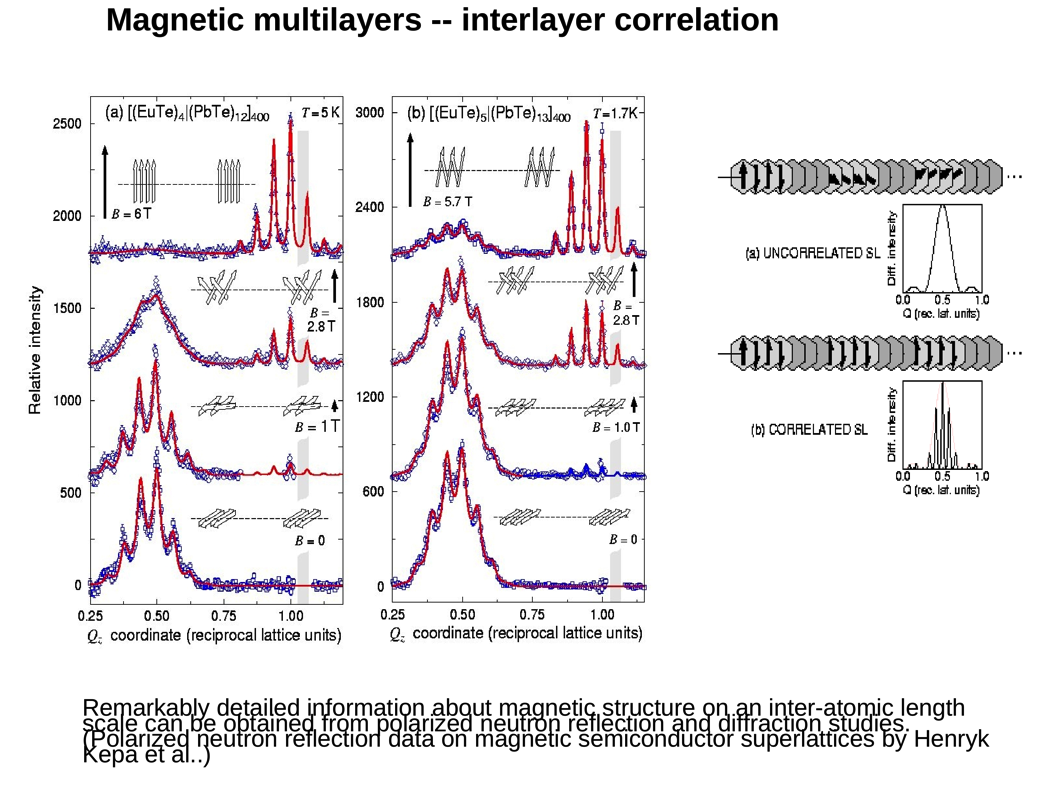 Magnetic multilayers -- interlayer correlation
(a) [(EuTe)4|(PbTe)12]400 T=5 K
2500
2000
1500
1000
500
0
Relative intensity
B = 6 T
B =
2.8 T
B = 1 T
B = 0
0.25 0.50 0.75 1.00
Qz coordinate (reciprocal lattice units)
(b) [(EuTe)5|(PbTe)13]400 T=1.7K
3000
2400
1800
1200
600
0
B = 5.7 T
B =
2.8 T
B = 1.0 T
B = 0
0.25 0.50 0.75 1.00
Qz coordinate (reciprocal lattice units)
...
(a) UNCORRELATED SL
Diff. intensity
0.0 0.5 1.0
Q (rec. lat. units)
...
(b) CORRELATED SL
Diff. intensity
0.0 0.5 1.0
Q (rec. lat. units)
Remarkably detailed information about magnetic structure on an inter-atomic length
scale can be obtained from polarized neutron reflection and diffraction studies.
(Polarized neutron reflection data on magnetic semiconductor superlattices by Henryk
Kepa et al..)